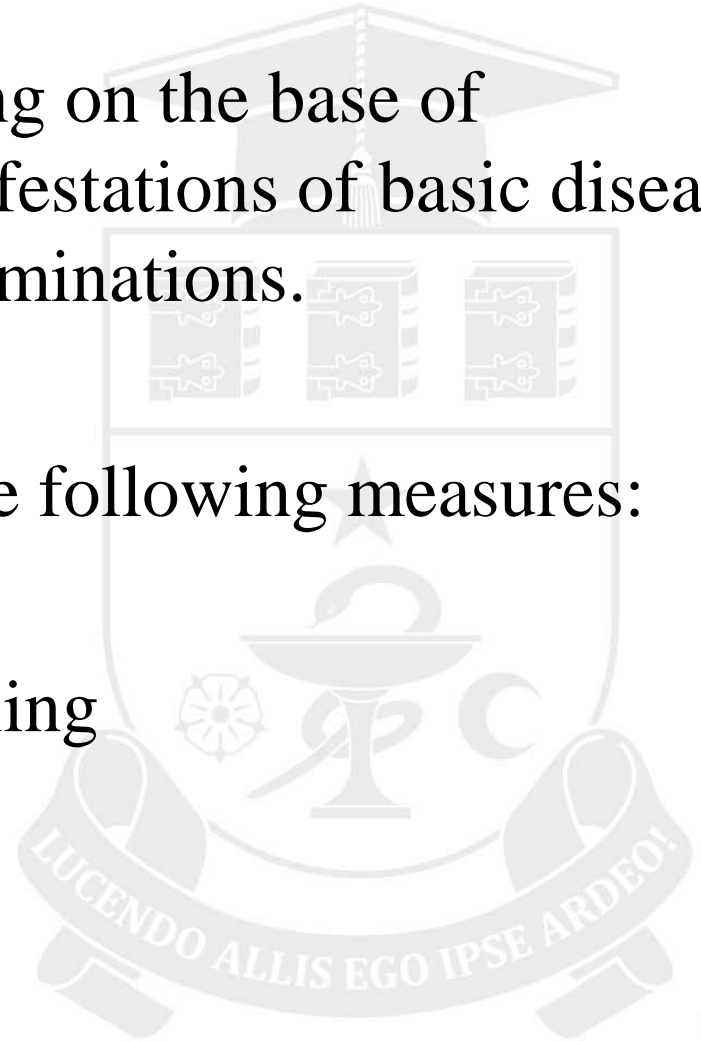 ng on the base of
festations of basic disea
minations.
e following measures:
ing
LUCENDO ALLIS EGO IPSE ARDEO!